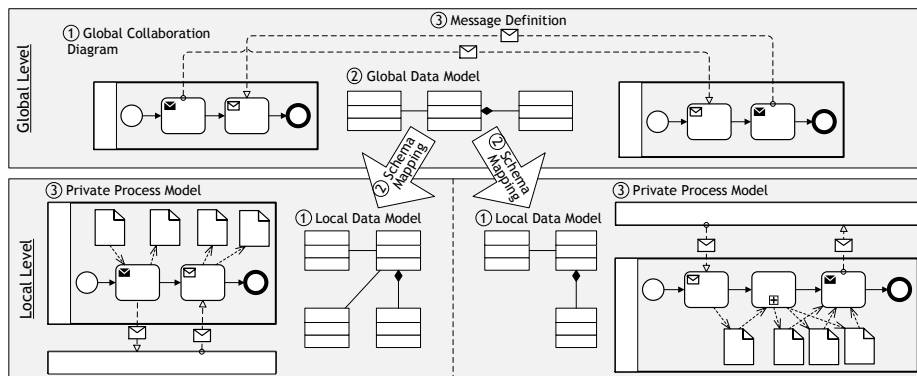 Global Level
③ Message Definition
① Global Collaboration
Diagram
② Global Data Model
② Schema
Mapping
② Schema
Mapping
Local Level
③ Private Process Model
① Local Data Model
① Local Data Model
③ Private Process Model